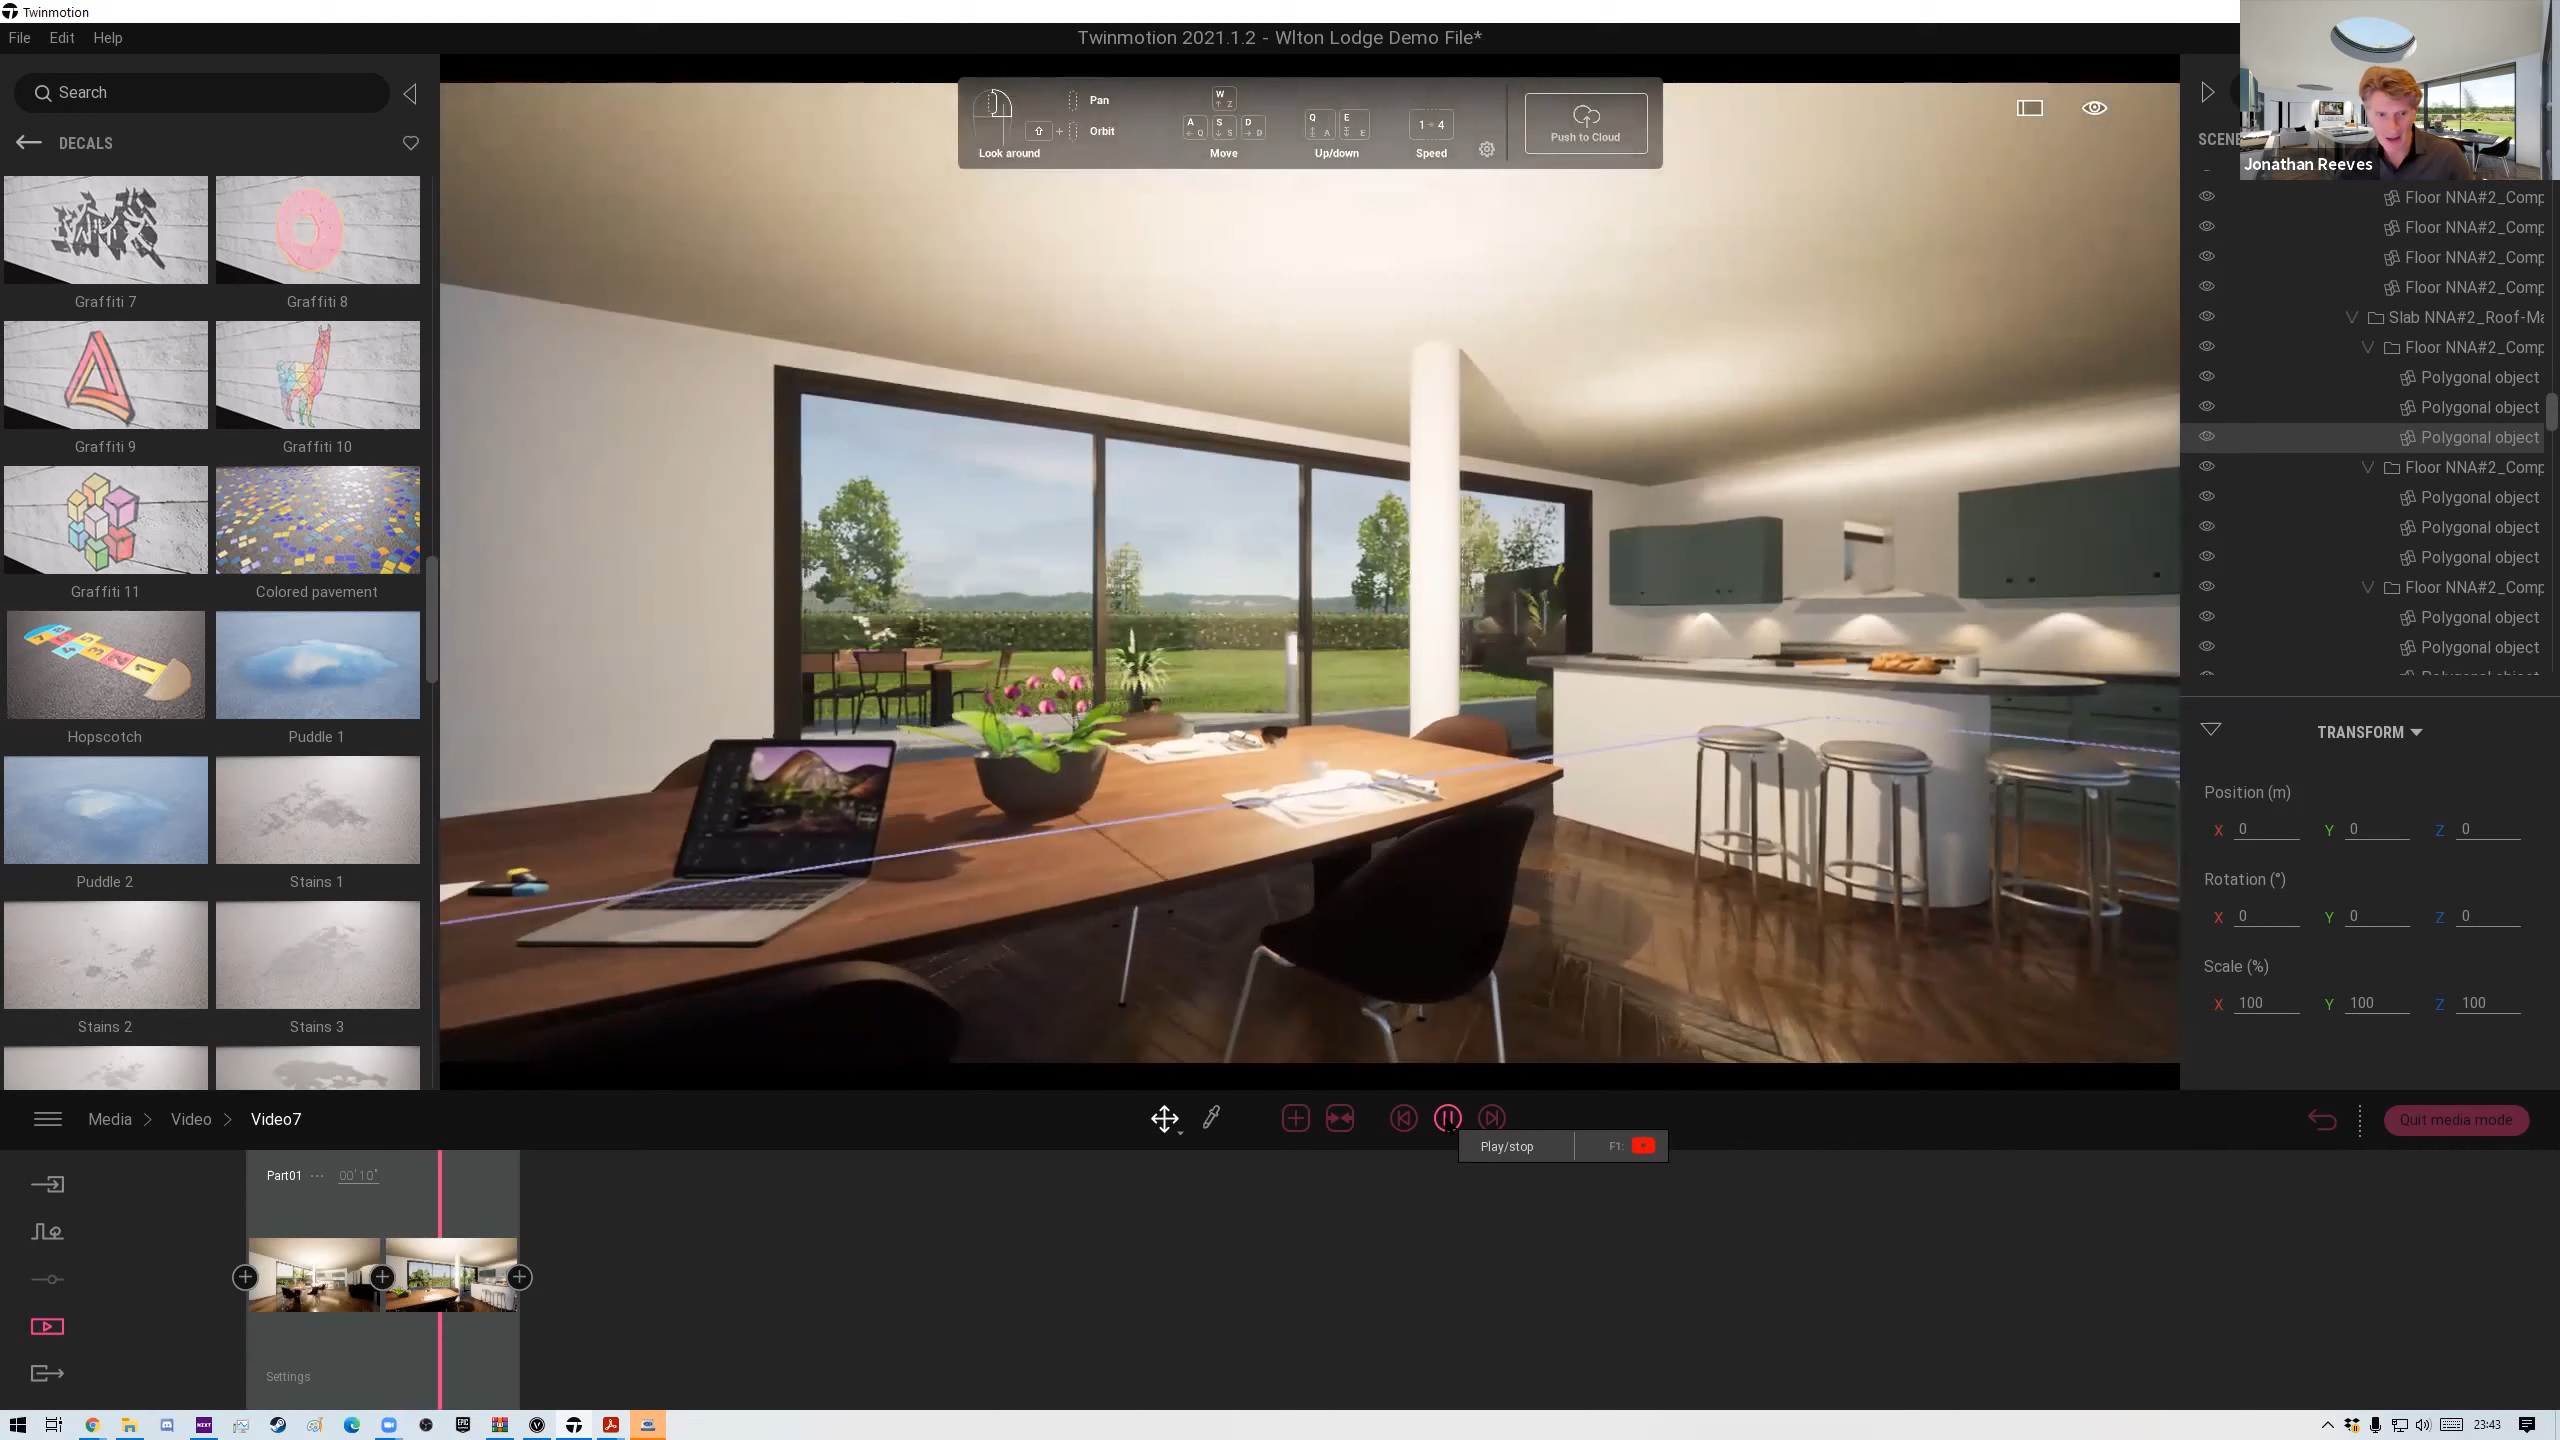 Twinmotion
File Edit Help
Twinmotion 2021.1.2 - Wlton Lodge Demo File*
Search
DECALS
Graffiti 7 Graffiti 8
Graffiti 9 Graffiti 10
Graffiti 11 Colored pavement
Hopscotch Puddle 1
Puddle 2 Stains 1
Stains 2 Stains 3
Pan
Orbit
Look around
W
A S D
Move
Q E
Up/down
1 ÷ 4
Speed
Push to Cloud
Jonathan Reeves
SCENE
Floor NNA#2_Comp
Floor NNA#2_Comp
Floor NNA#2_Comp
Floor NNA#2_Comp
Slab NNA#2_Roof-Ma
Floor NNA#2_Comp
Polygonal object
Polygonal object
Polygonal object
Floor NNA#2_Comp
Polygonal object
Polygonal object
Polygonal object
Floor NNA#2_Comp
Polygonal object
Polygonal object
TRANSFORM
Position (m)
X 0 Y 0 Z 0
Rotation (°)
X 0 Y 0 Z 0
Scale (%)
X 100 Y 100 Z 100
Media > Video > Video7
Play/stop F1:
Quit media mode
Part01 ... 00'10"
Settings
23:43